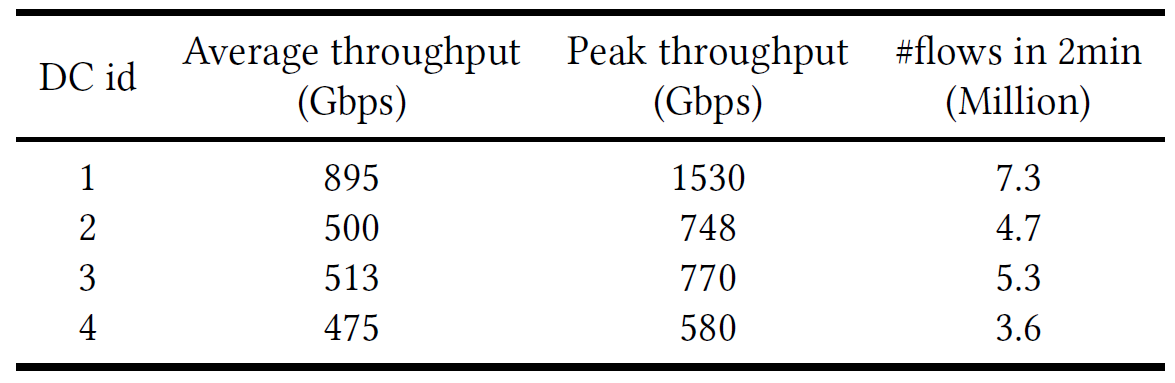 DC id Average throughput (Gbps) Peak throughput (Gbps) #flows in 2min (Million)
1 895 1530 7.3
2 500 748 4.7
3 513 770 5.3
4 475 580 3.6